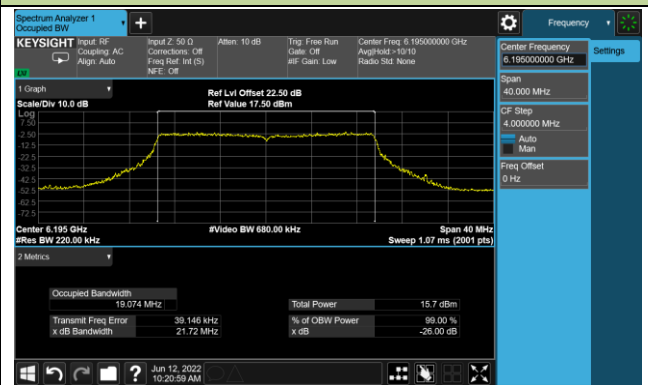 Spectrum Analyzer 1
Occupied BW
+
Frequency
KEYSIGHT
Input: RF
Coupling: AC
Align: Auto
Input Z: 50 Ω
Corrections: Off
Freq Ref: Int (S)
NFE: Off
Atten: 10 dB
Trig: Free Run
Gate: Off
#IF Gain: Low
Center Freq: 6.195000000 GHz
Avg|Hold:>10/10
Radio Std: None
Center Frequency
6.195000000 GHz
Settings
Span
40.000 MHz
CF Step
4.000000 MHz
Auto
Man
Freq Offset
0 Hz
1 Graph
Scale/Div 10.0 dB
Ref Lvl Offset 22.50 dB
Ref Value 17.50 dBm
Log
7.50
-2.50
-12.5
-22.5
-32.5
-42.5
-52.5
-62.5
-72.5
Center 6.195 GHz
#Res BW 220.00 kHz
#Video BW 680.00 kHz
Span 40 MHz
Sweep 1.07 ms (2001 pts)
2 Metrics
Occupied Bandwidth
19.074 MHz
Total Power 15.7 dBm
Transmit Freq Error 39.146 kHz
% of OBW Power 99.00 %
x dB Bandwidth 21.72 MHz
x dB -26.00 dB
?
Jun 12, 2022
10:20:59 AM